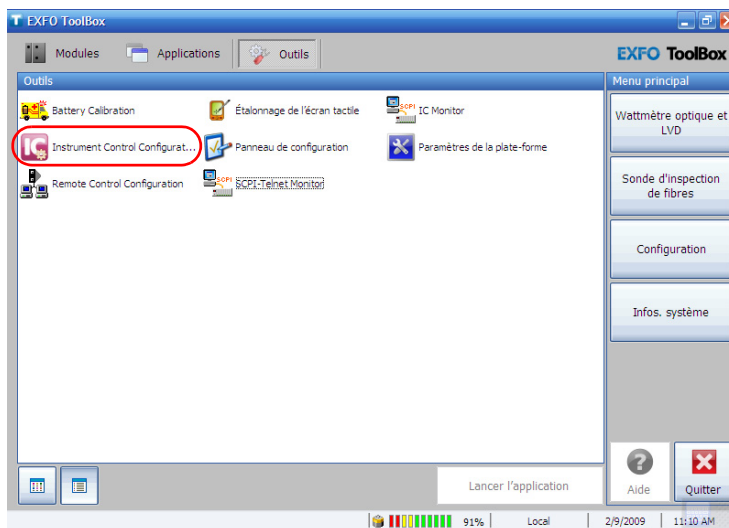 EXFO ToolBox
Modules
Applications
Outils
EXFO ToolBox
Outils
Menu principal
Battery Calibration
Étalonnage de l'écran tactile
SCPI
IC Monitor
Instrument Control Configurat...
Panneau de configuration
Paramètres de la plate-forme
Remote Control Configuration
SCPI
SCPI-Telnet Monitor
Wattmètre optique et
LVD
Sonde d'inspection
de fibres
Configuration
Infos. système
Lancer l'application
Aide
Quitter
91%
Local
2/9/2009
11:10 AM